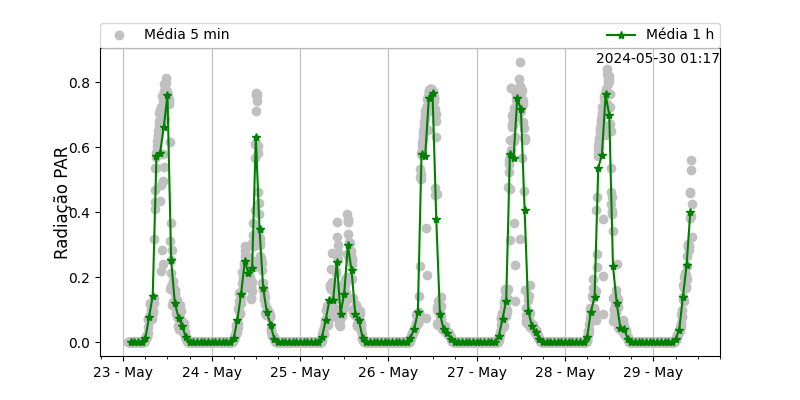 Média 5 min
Média 1 h
2024-05-30 01:17
Radiação PAR
0.8
0.6
0.4
0.2
0.0
23 - May
24 - May
25 - May
26 - May
27 - May
28 - May
29 - May